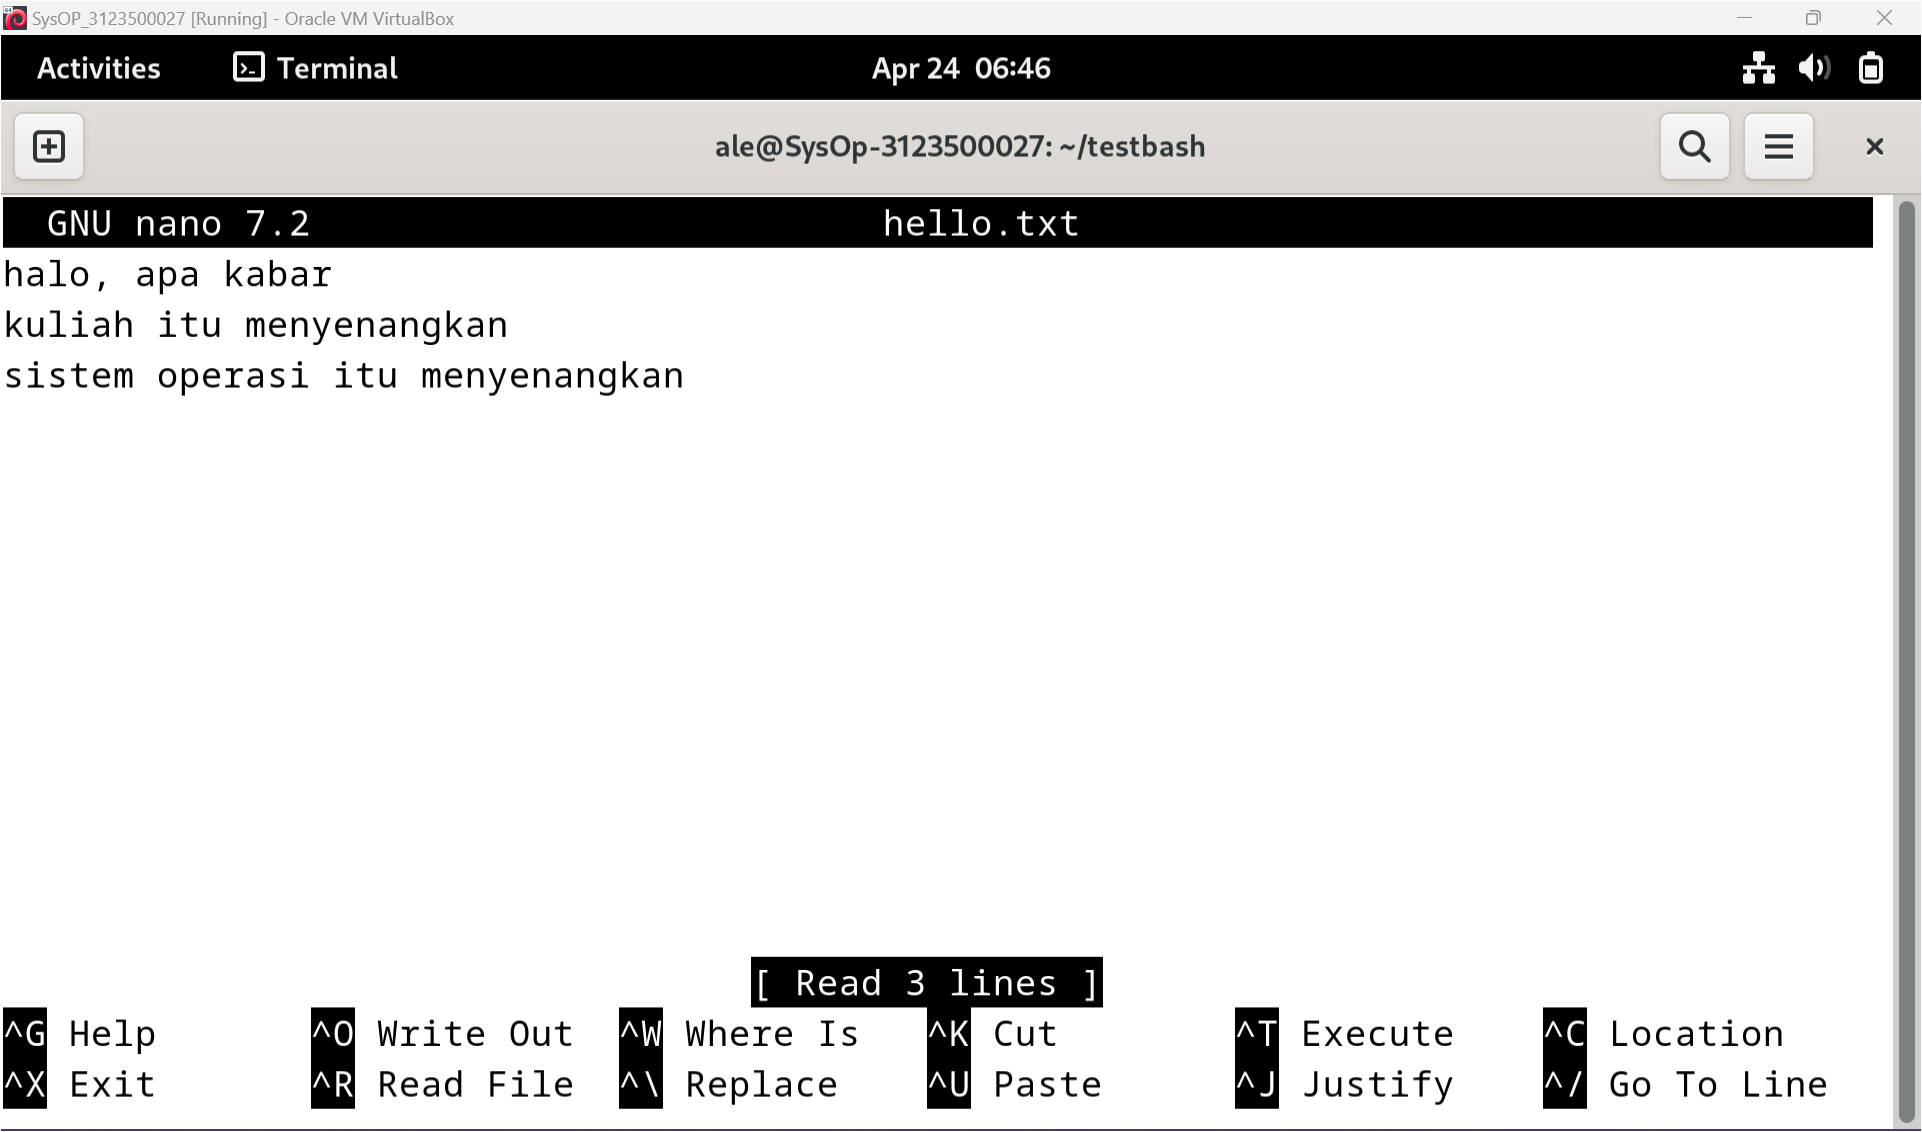 SysOP_3123500027 [Running] - Oracle VM VirtualBox
Activities Terminal Apr 24 06:46
ale@SysOp-3123500027: ~/testbash
GNU nano 7.2 hello.txt
halo, apa kabar
kuliah itu menyenangkan
sistem operasi itu menyenangkan
[ Read 3 lines ]
^G Help ^O Write Out ^W Where Is ^K Cut ^T Execute ^C Location
^X Exit ^R Read File ^\ Replace ^U Paste ^J Justify ^/ Go To Line